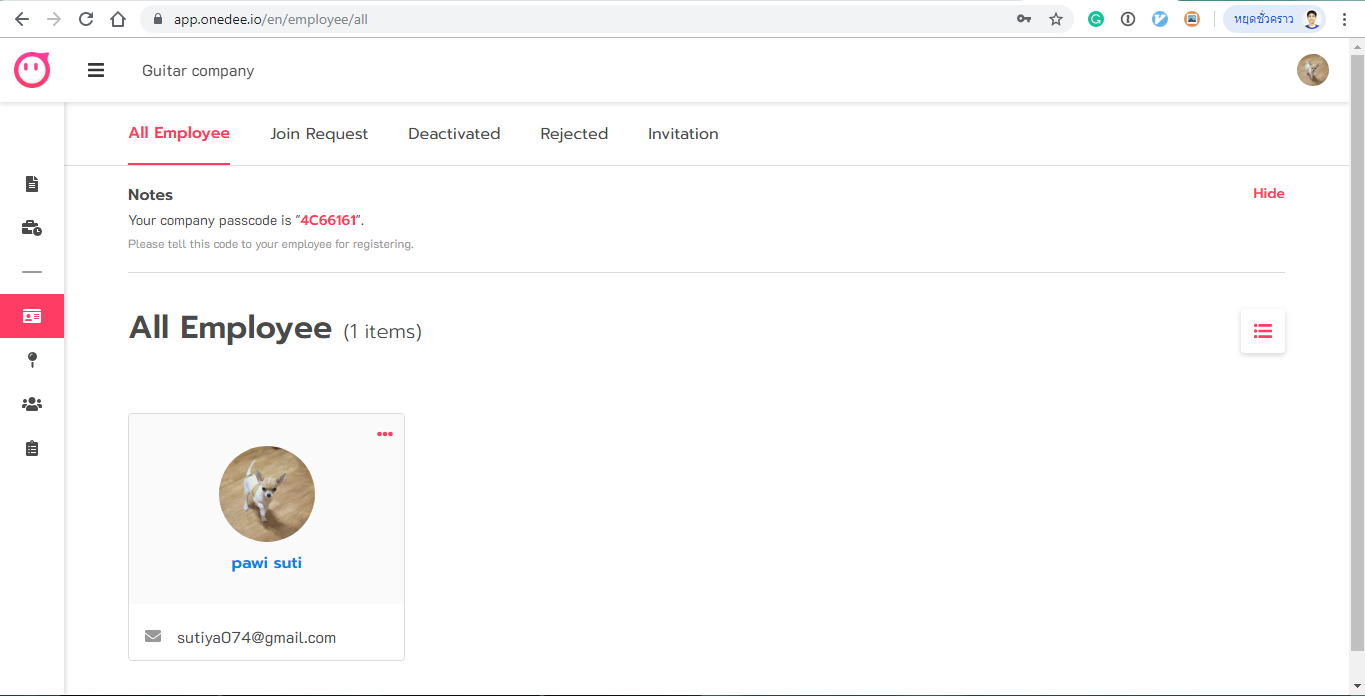 app.onedee.io/en/employee/all
หยุดชั่วคราว
Guitar company
All Employee
Join Request
Deactivated
Rejected
Invitation
Notes
Hide
Your company passcode is "4C66161".
Please tell this code to your employee for registering.
All Employee (1 items)
pawi suti
sutiya074@gmail.com